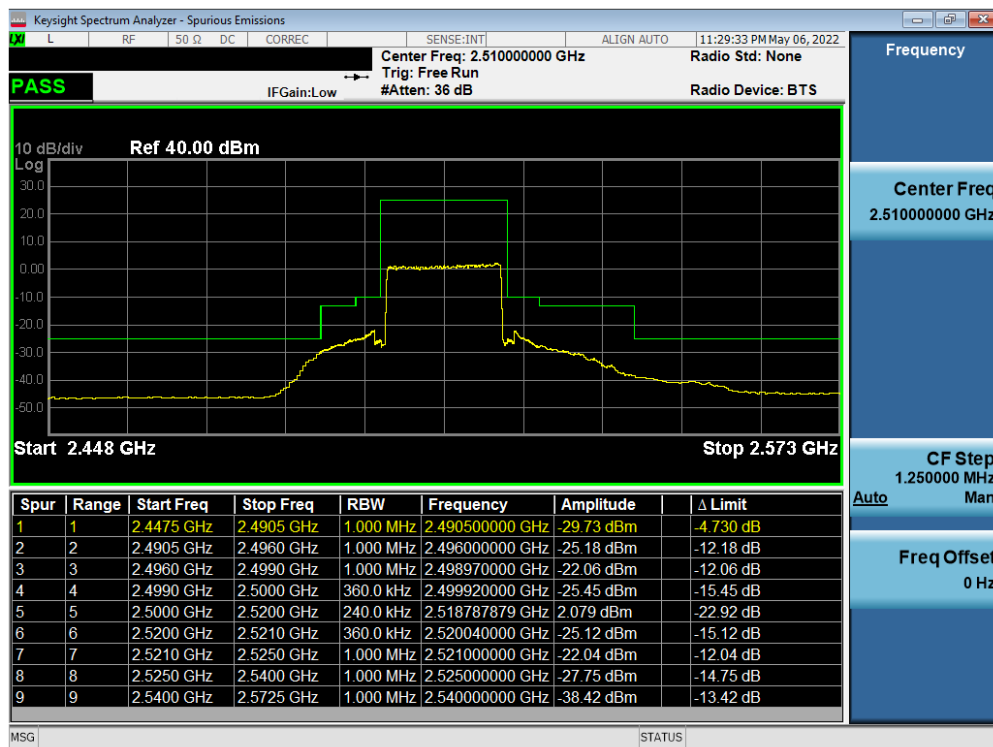 Keysight Spectrum Analyzer - Spurious Emissions
LXI L RF 50 Ω DC CORREC SENSE:INT ALIGN AUTO 11:29:33 PM May 06, 2022
Center Freq: 2.510000000 GHz Radio Std: None
Trig: Free Run
PASS IFGain:Low #Atten: 36 dB Radio Device: BTS
10 dB/div Ref 40.00 dBm
Log
30.0
20.0
10.0
0.00
-10.0
-20.0
-30.0
-40.0
-50.0
Start 2.448 GHz Stop 2.573 GHz
Spur Range Start Freq Stop Freq RBW Frequency Amplitude Δ Limit
1 1 2.4475 GHz 2.4905 GHz 1.000 MHz 2.490500000 GHz -29.73 dBm -4.730 dB
2 2 2.4905 GHz 2.4960 GHz 1.000 MHz 2.496000000 GHz -25.18 dBm -12.18 dB
3 3 2.4960 GHz 2.4990 GHz 1.000 MHz 2.498970000 GHz -22.06 dBm -12.06 dB
4 4 2.4990 GHz 2.5000 GHz 360.0 kHz 2.499920000 GHz -25.45 dBm -15.45 dB
5 5 2.5000 GHz 2.5200 GHz 240.0 kHz 2.518787879 GHz 2.079 dBm -22.92 dB
6 6 2.5200 GHz 2.5210 GHz 360.0 kHz 2.520040000 GHz -25.12 dBm -15.12 dB
7 7 2.5210 GHz 2.5250 GHz 1.000 MHz 2.521000000 GHz -22.04 dBm -12.04 dB
8 8 2.5250 GHz 2.5400 GHz 1.000 MHz 2.525000000 GHz -27.75 dBm -14.75 dB
9 9 2.5400 GHz 2.5725 GHz 1.000 MHz 2.540000000 GHz -38.42 dBm -13.42 dB
MSG STATUS
Frequency
Center Freq
2.510000000 GHz
CF Step
1.250000 MHz
Auto Man
Freq Offset
0 Hz